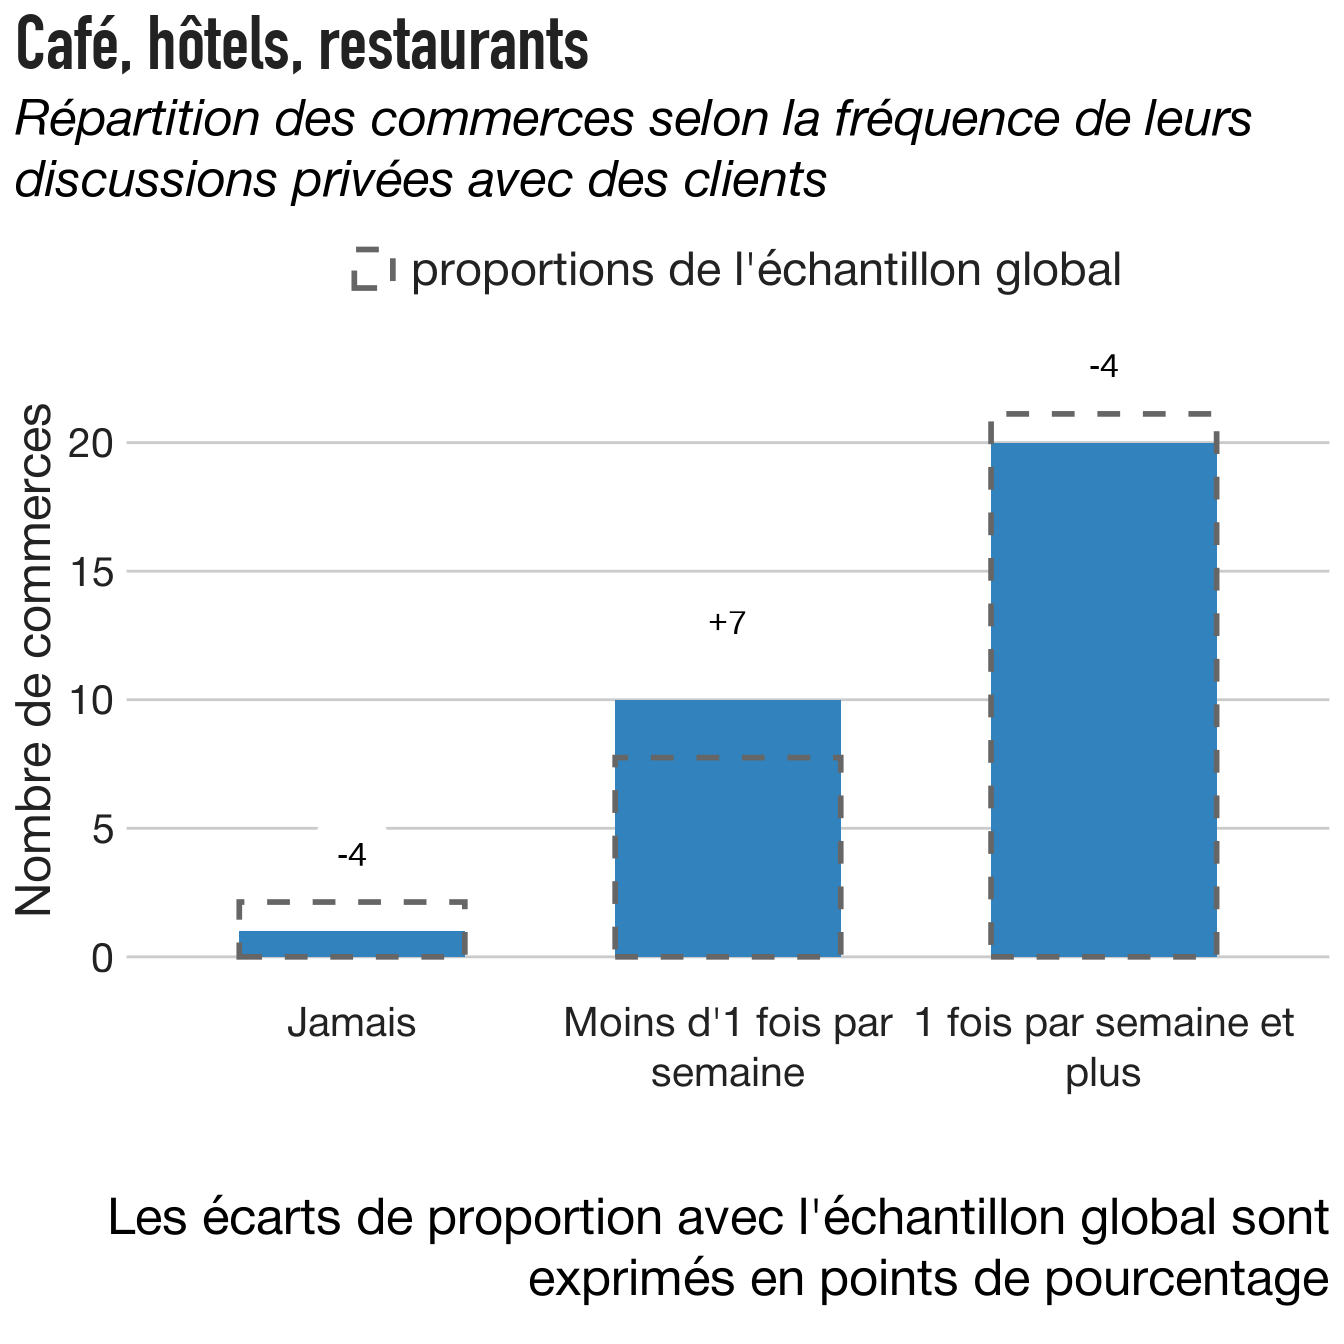 Café, hôtels, restaurants
Répartition des commerces selon la fréquence de leurs
discussions privées avec des clients
proportions de l'échantillon global
Nombre de commerces
-4
20
15
+7
10
5
-4
0
Jamais
Moins d'1 fois par
semaine
1 fois par semaine et
plus
Les écarts de proportion avec l'échantillon global sont
exprimés en points de pourcentage